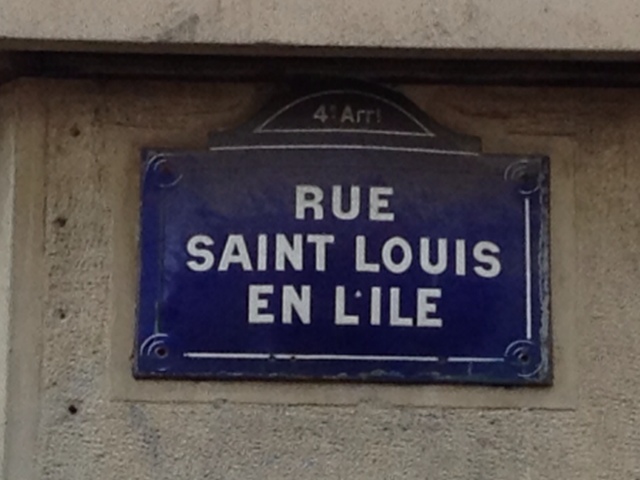 4e Arrt
RUE
SAINT LOUIS
EN L'ILE